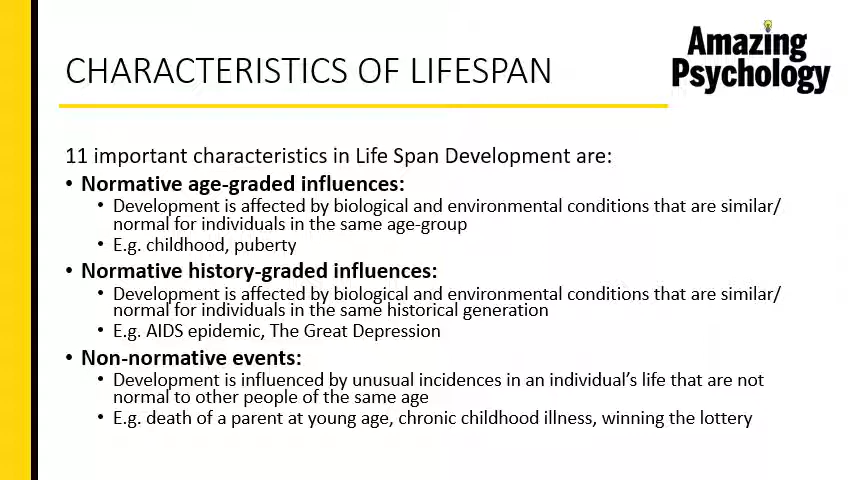 CHARACTERISTICS OF LIFESPAN
Amazing
Psychology
11 important characteristics in Life Span Development are:
• Normative age-graded influences:
• Development is affected by biological and environmental conditions that are similar/
normal for individuals in the same age-group
• E.g. childhood, puberty
• Normative history-graded influences:
• Development is affected by biological and environmental conditions that are similar/
normal for individuals in the same historical generation
• E.g. AIDS epidemic, The Great Depression
• Non-normative events:
• Development is influenced by unusual incidences in an individual's life that are not
normal to other people of the same age
• E.g. death of a parent at young age, chronic childhood illness, winning the lottery